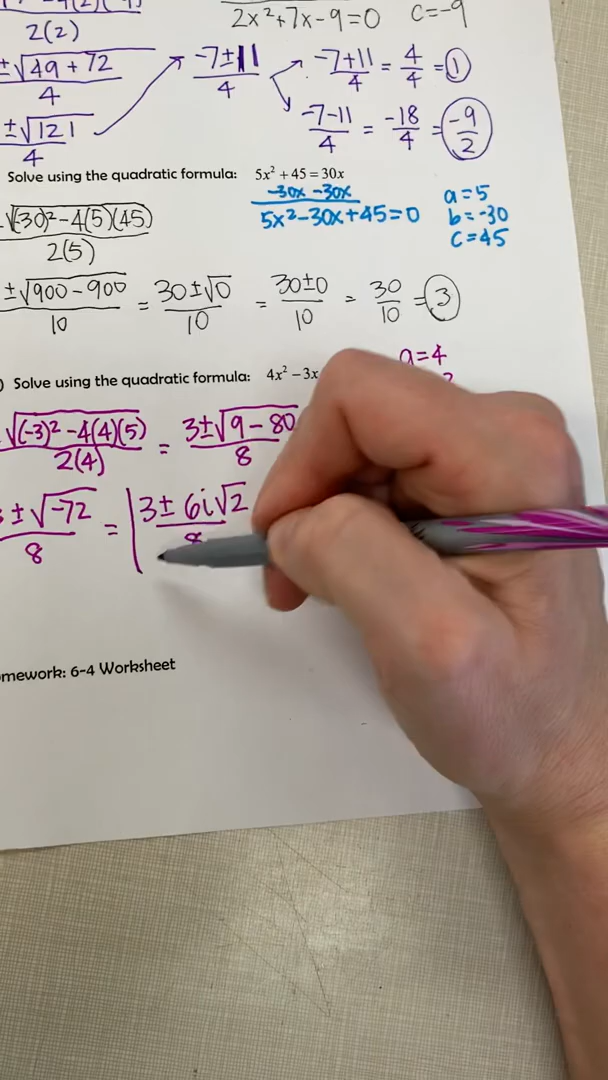 2x²+7x-9=0 c=-9
2(2)
±√49+72 / 4
-7±11 / 4
-7+11 / 4 = 4/4 = 1
±√121 / 4
-7-11 / 4 = -18/4 = -9/2
Solve using the quadratic formula: 5x² + 45 = 30x
-30x -30x
5x²-30x+45=0
a=5
b=-30
c=45
√(30)²-4(5)(45) / 2(5)
±√900-900 / 10 = 30±√0 / 10 = 30±0 / 10 = 30/10 = 3
) Solve using the quadratic formula: 4x² - 3x
a=4
√(-3)²-4(4)(5) / 2(4) = 3±√9-80 / 8
3±√-72 / 8 = 3±6i√2 / 8
mework: 6-4 Worksheet